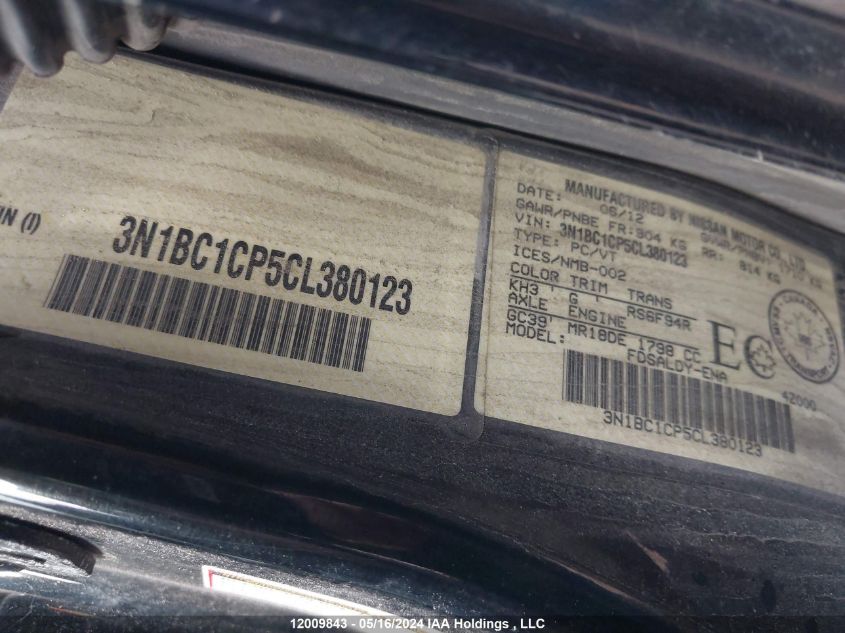 IN (I)
3N1BC1CP5CL380123
MANUFACTURED BY NISSAN MOTOR CO., LTD.
DATE: 06/12
GAWR/PNBE FR: 904 KG RR: 814 KG
VIN: 3N1BC1CP5CL380123
TYPE: PC/VT
ICES/NMB-002
COLOR TRIM TRANS
KH3 G RS6F94R
AXLE ENGINE
GC39 MR18DE 1798 CC
MODEL: FDSALDY-ENA
EC
CANADA
42000
3N1BC1CP5CL380123
12009843 - 05/16/2024 IAA Holdings , LLC